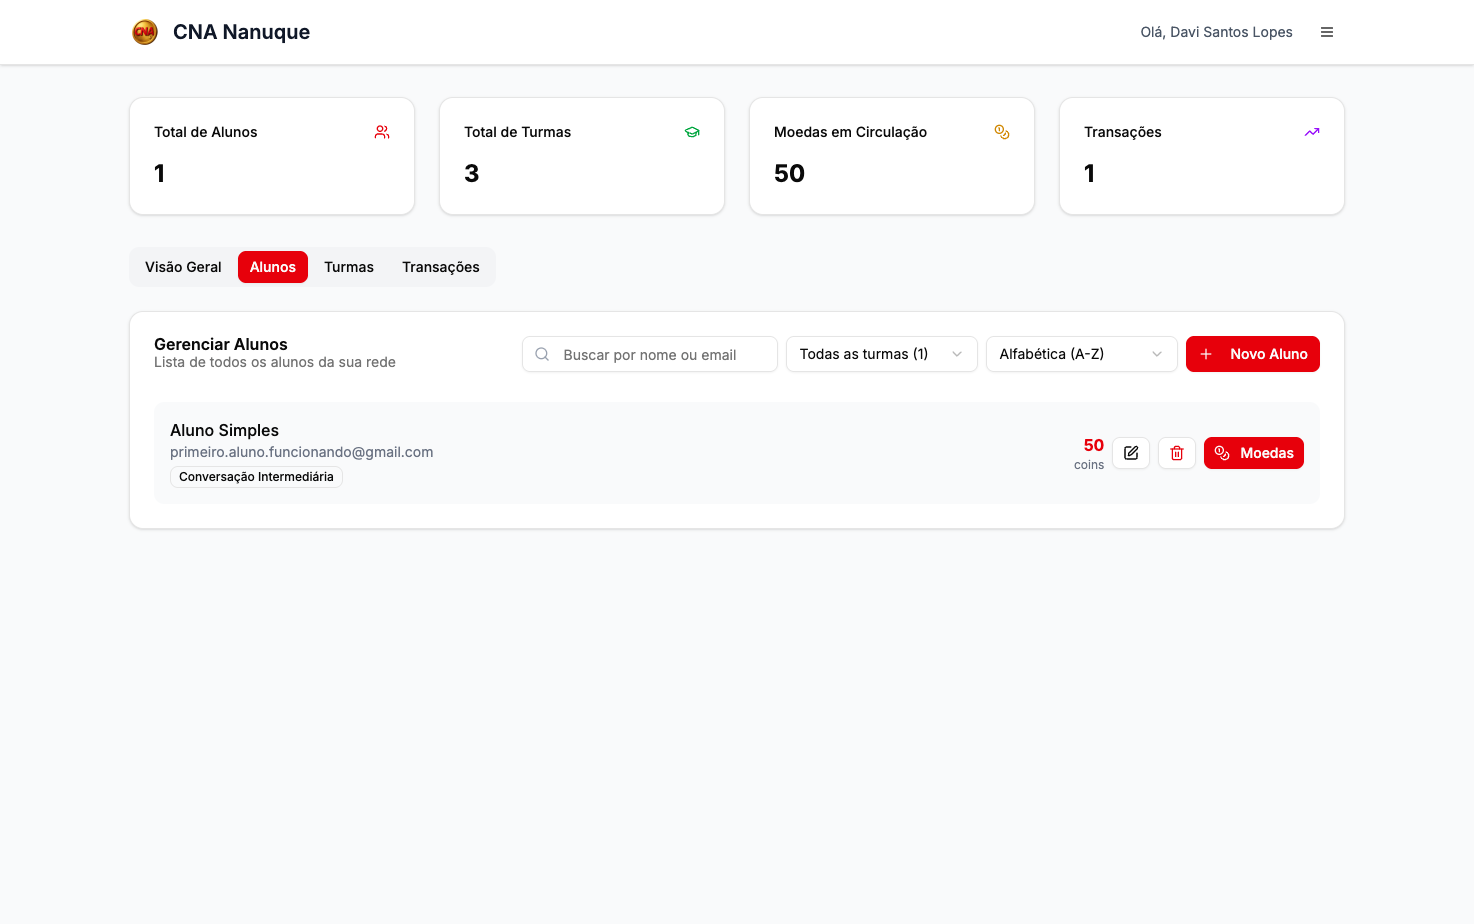 CNA
CNA Nanuque
Olá, Davi Santos Lopes
Total de Alunos
1
Total de Turmas
3
Moedas em Circulação
50
Transações
1
Visão Geral
Alunos
Turmas
Transações
Gerenciar Alunos
Lista de todos os alunos da sua rede
Buscar por nome ou email
Todas as turmas (1)
Alfabética (A-Z)
Novo Aluno
Aluno Simples
primeiro.aluno.funcionando@gmail.com
Conversação Intermediária
50
coins
Moedas